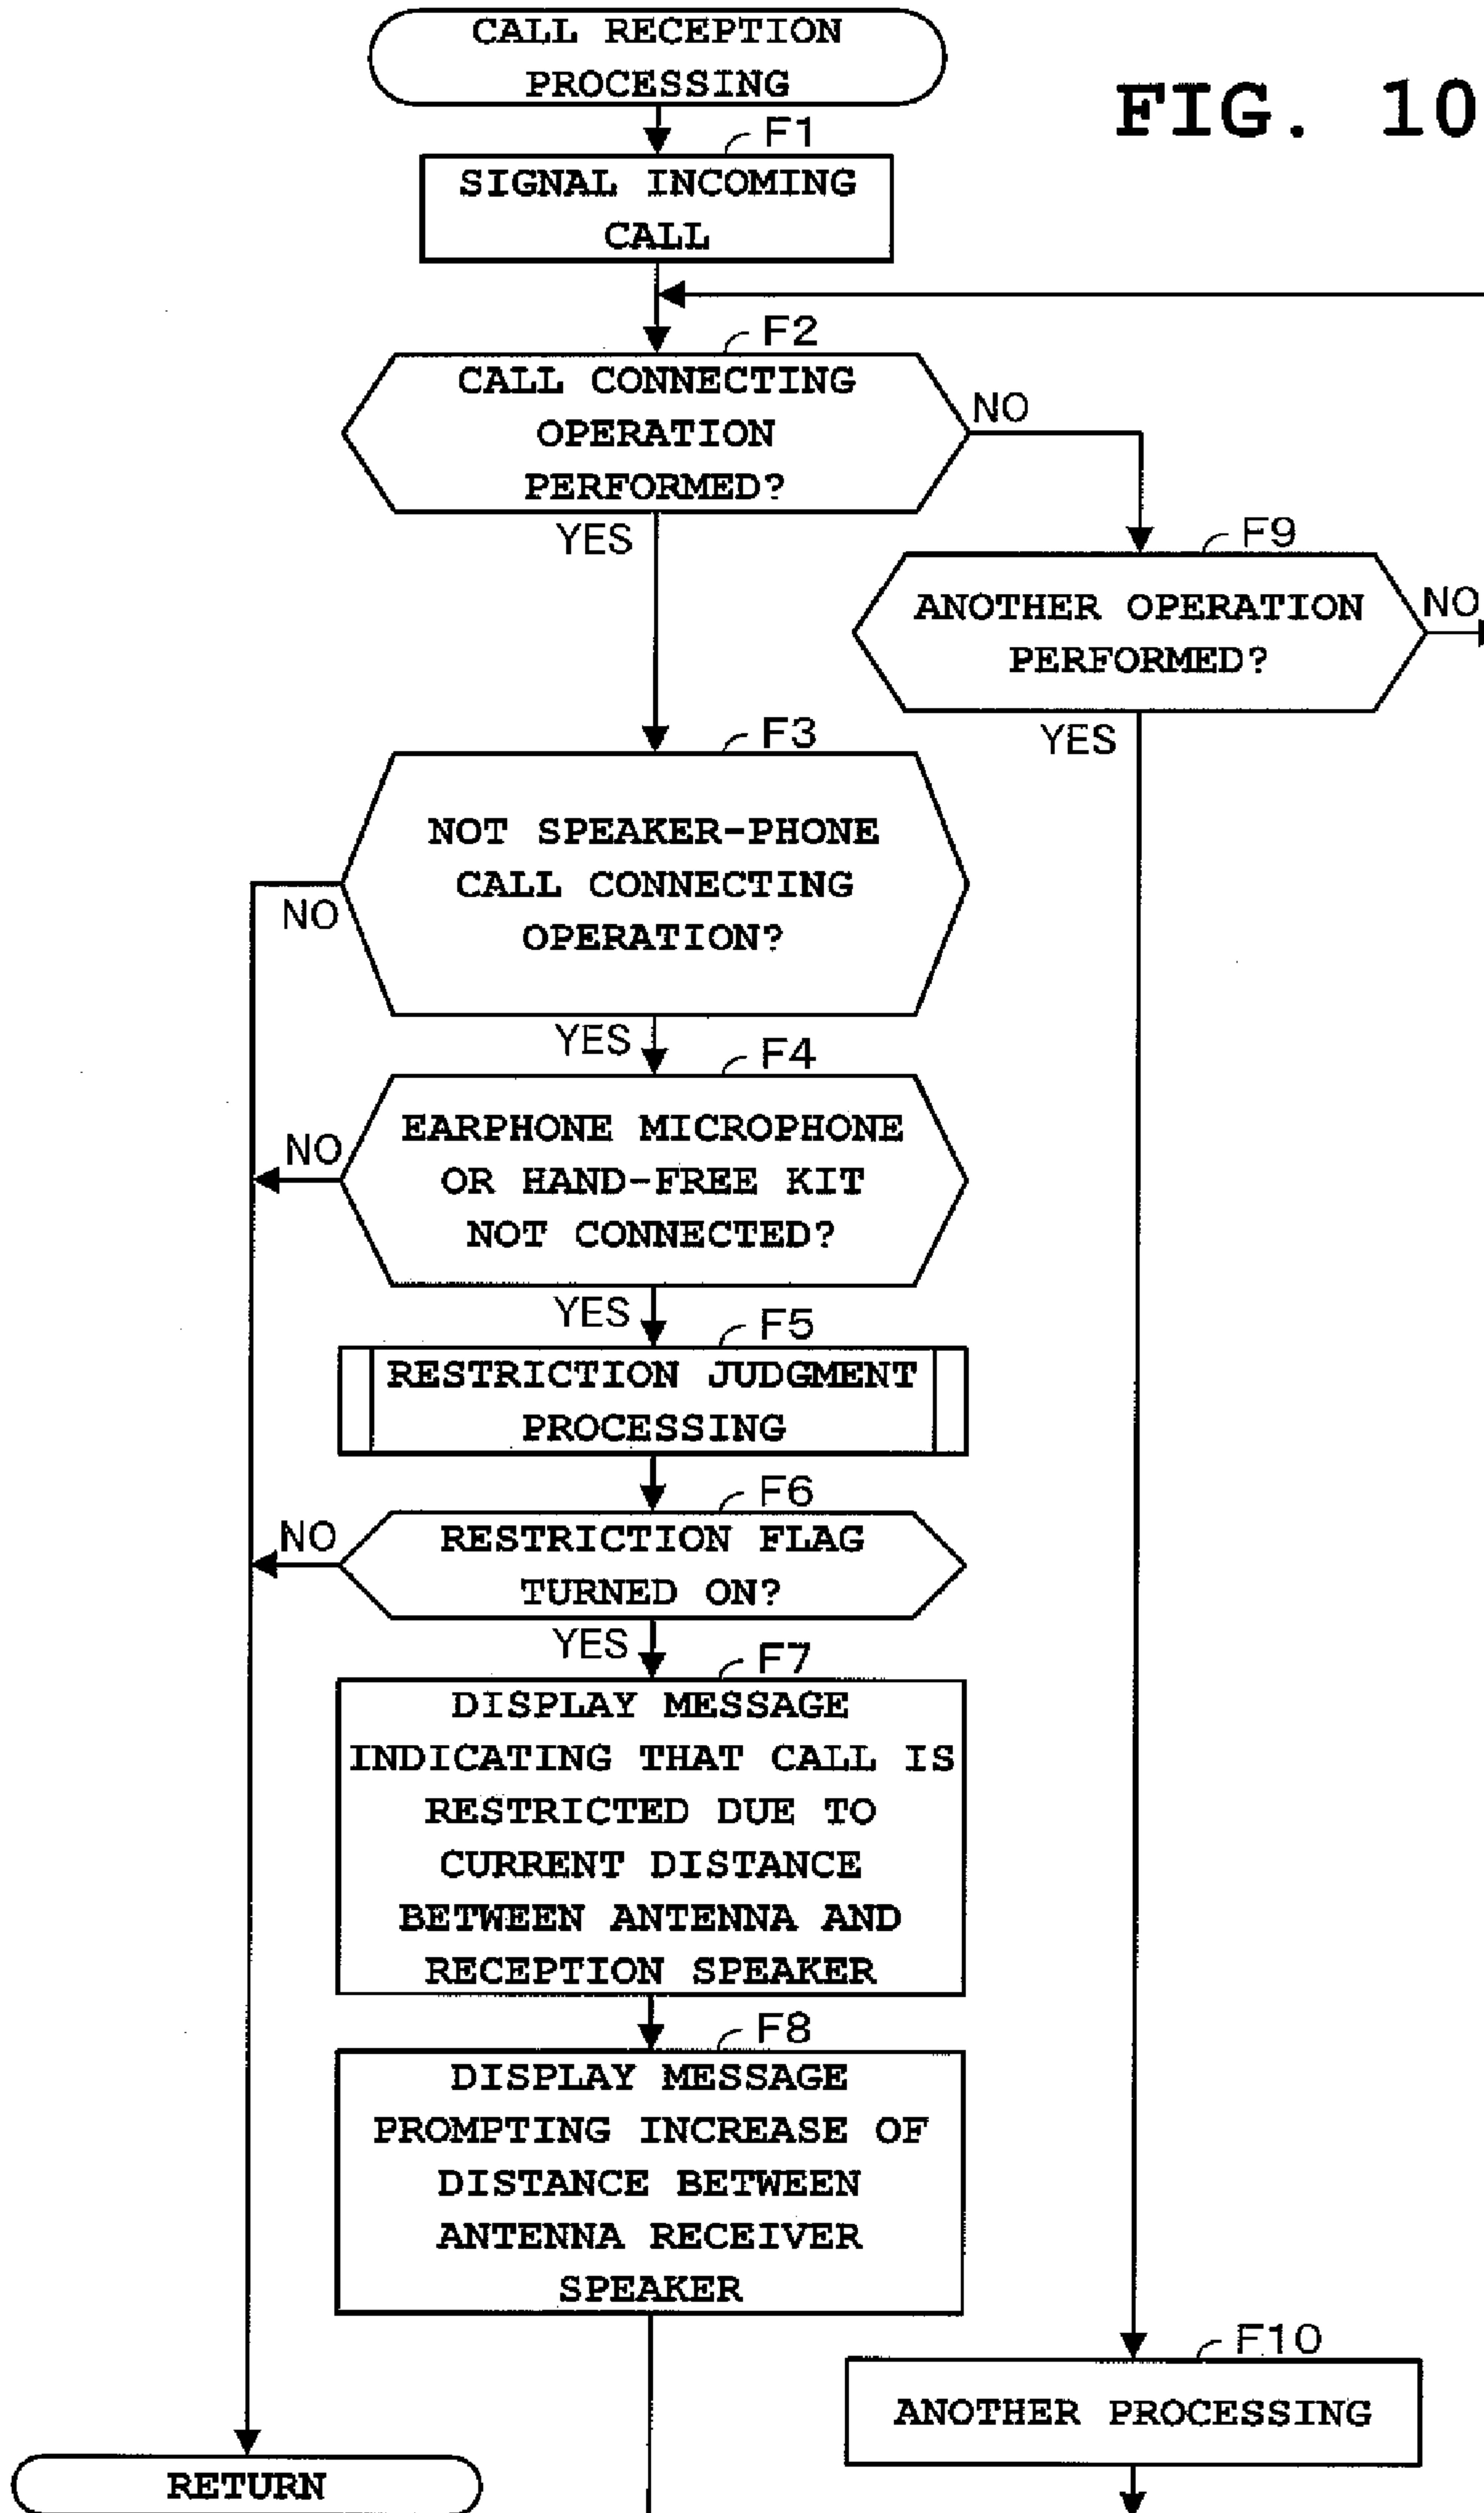 CALL RECEPTION
PROCESSING
FIG. 10
F1
SIGNAL INCOMING
CALL
F2
CALL CONNECTING
OPERATION
PERFORMED?
NO
YES
F9
ANOTHER OPERATION
PERFORMED?
NO
YES
F3
NOT SPEAKER-PHONE
CALL CONNECTING
OPERATION?
NO
YES
F4
EARPHONE MICROPHONE
OR HAND-FREE KIT
NOT CONNECTED?
NO
YES
F5
RESTRICTION JUDGMENT
PROCESSING
F6
RESTRICTION FLAG
TURNED ON?
NO
YES
F7
DISPLAY MESSAGE
INDICATING THAT CALL IS
RESTRICTED DUE TO
CURRENT DISTANCE
BETWEEN ANTENNA AND
RECEPTION SPEAKER
F8
DISPLAY MESSAGE
PROMPTING INCREASE OF
DISTANCE BETWEEN
ANTENNA RECEIVER
SPEAKER
F10
ANOTHER PROCESSING
RETURN